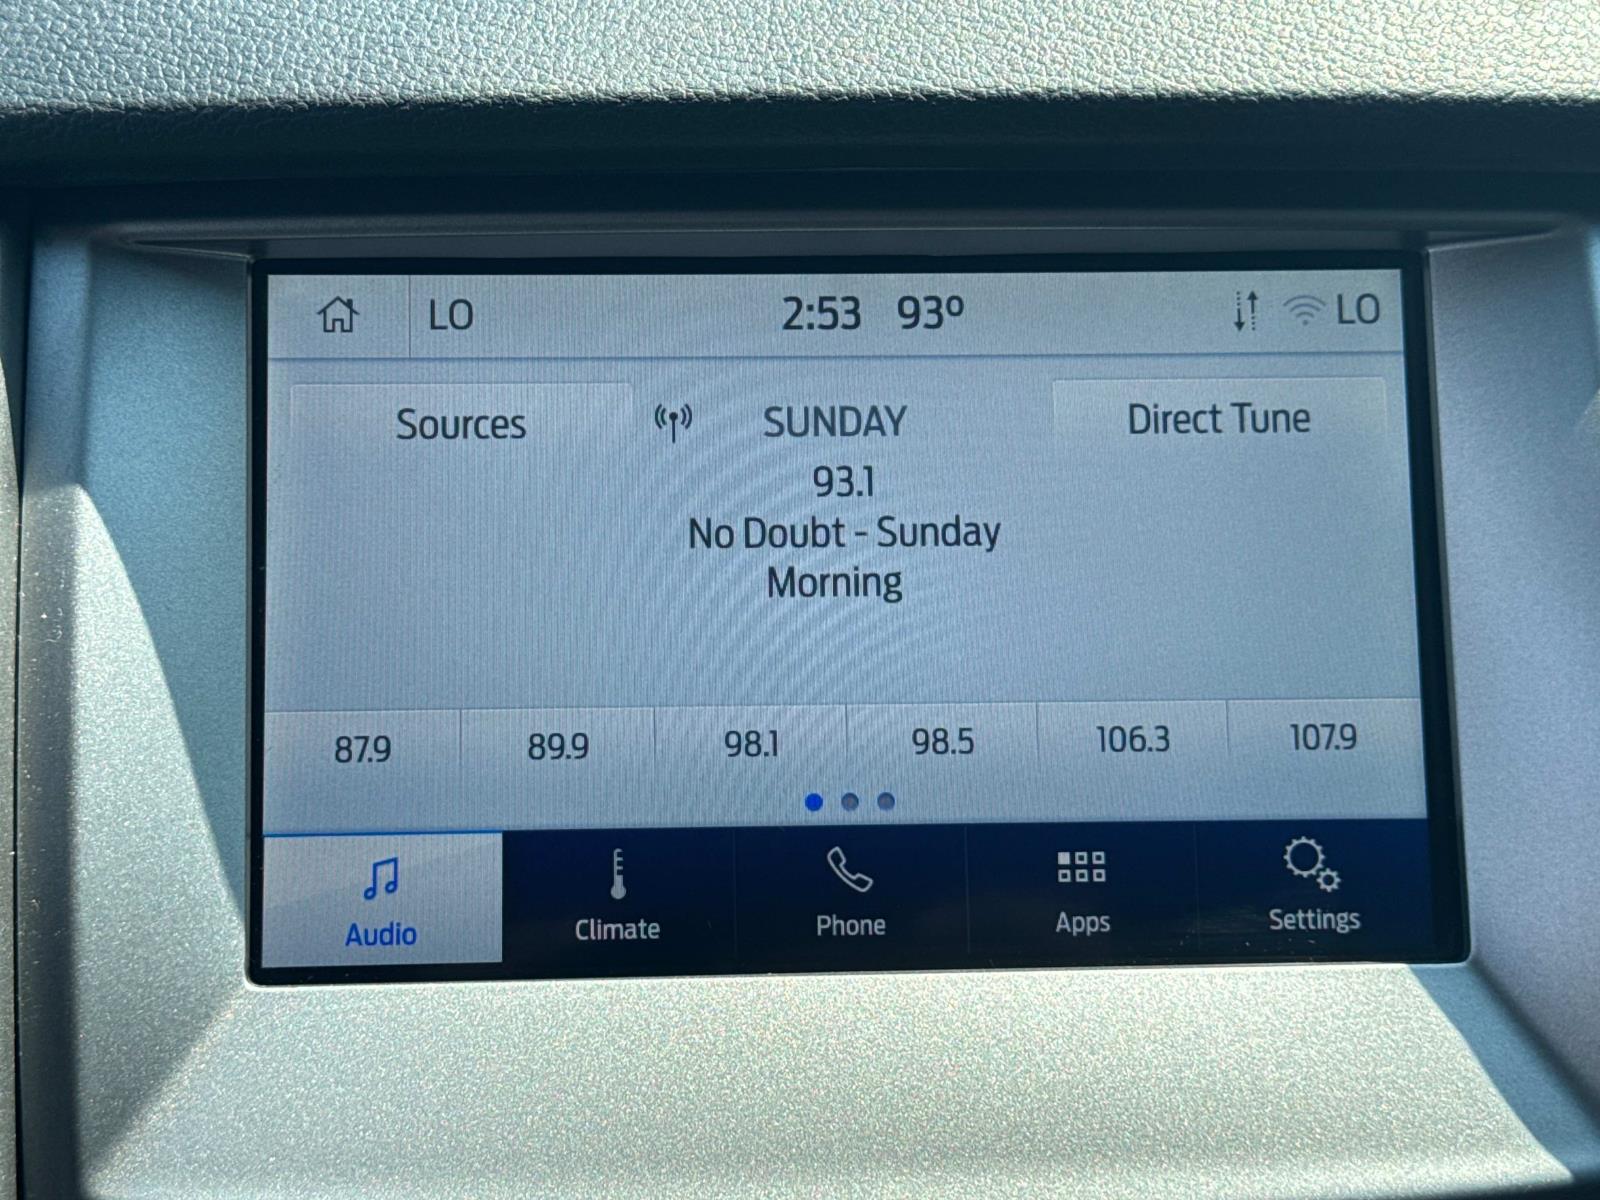 LO 2:53 93° LO
Sources SUNDAY Direct Tune
93.1
No Doubt - Sunday
Morning
87.9 89.9 98.1 98.5 106.3 107.9
Audio Climate Phone Apps Settings